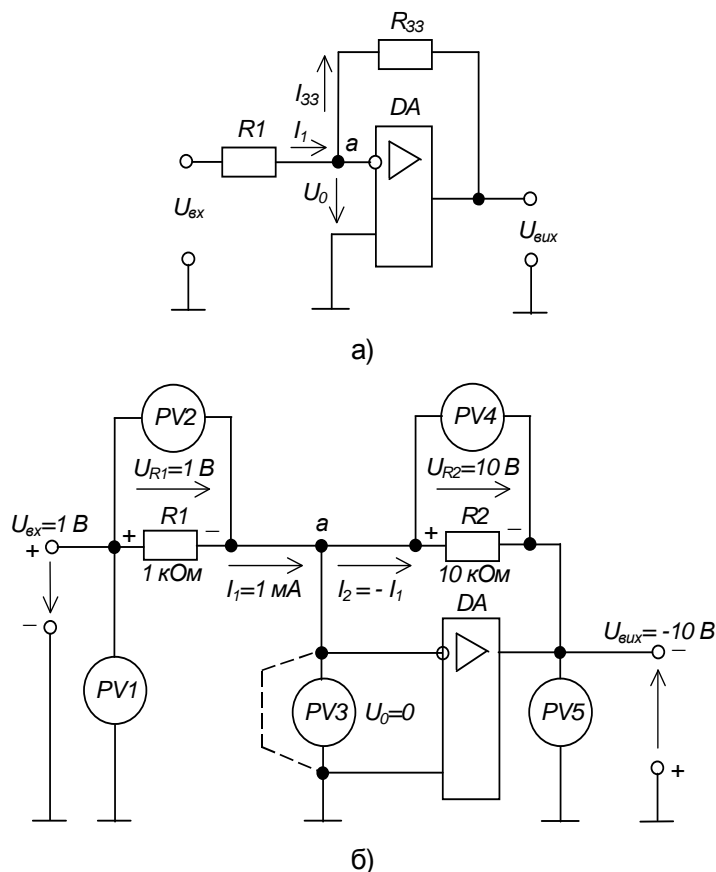 R33
I33
DA
R1
I1
a
U0
Uвх
Uвих
а)
PV2
PV4
UR1=1 В
UR2=10 В
Uвх=1 В
+
R1
−
a
+
R2
−
+
1 кОм
I1=1 мА
I2= - I1
10 кОм
−
DA
Uвих= -10 В
−
PV1
PV3
U0=0
PV5
+
б)